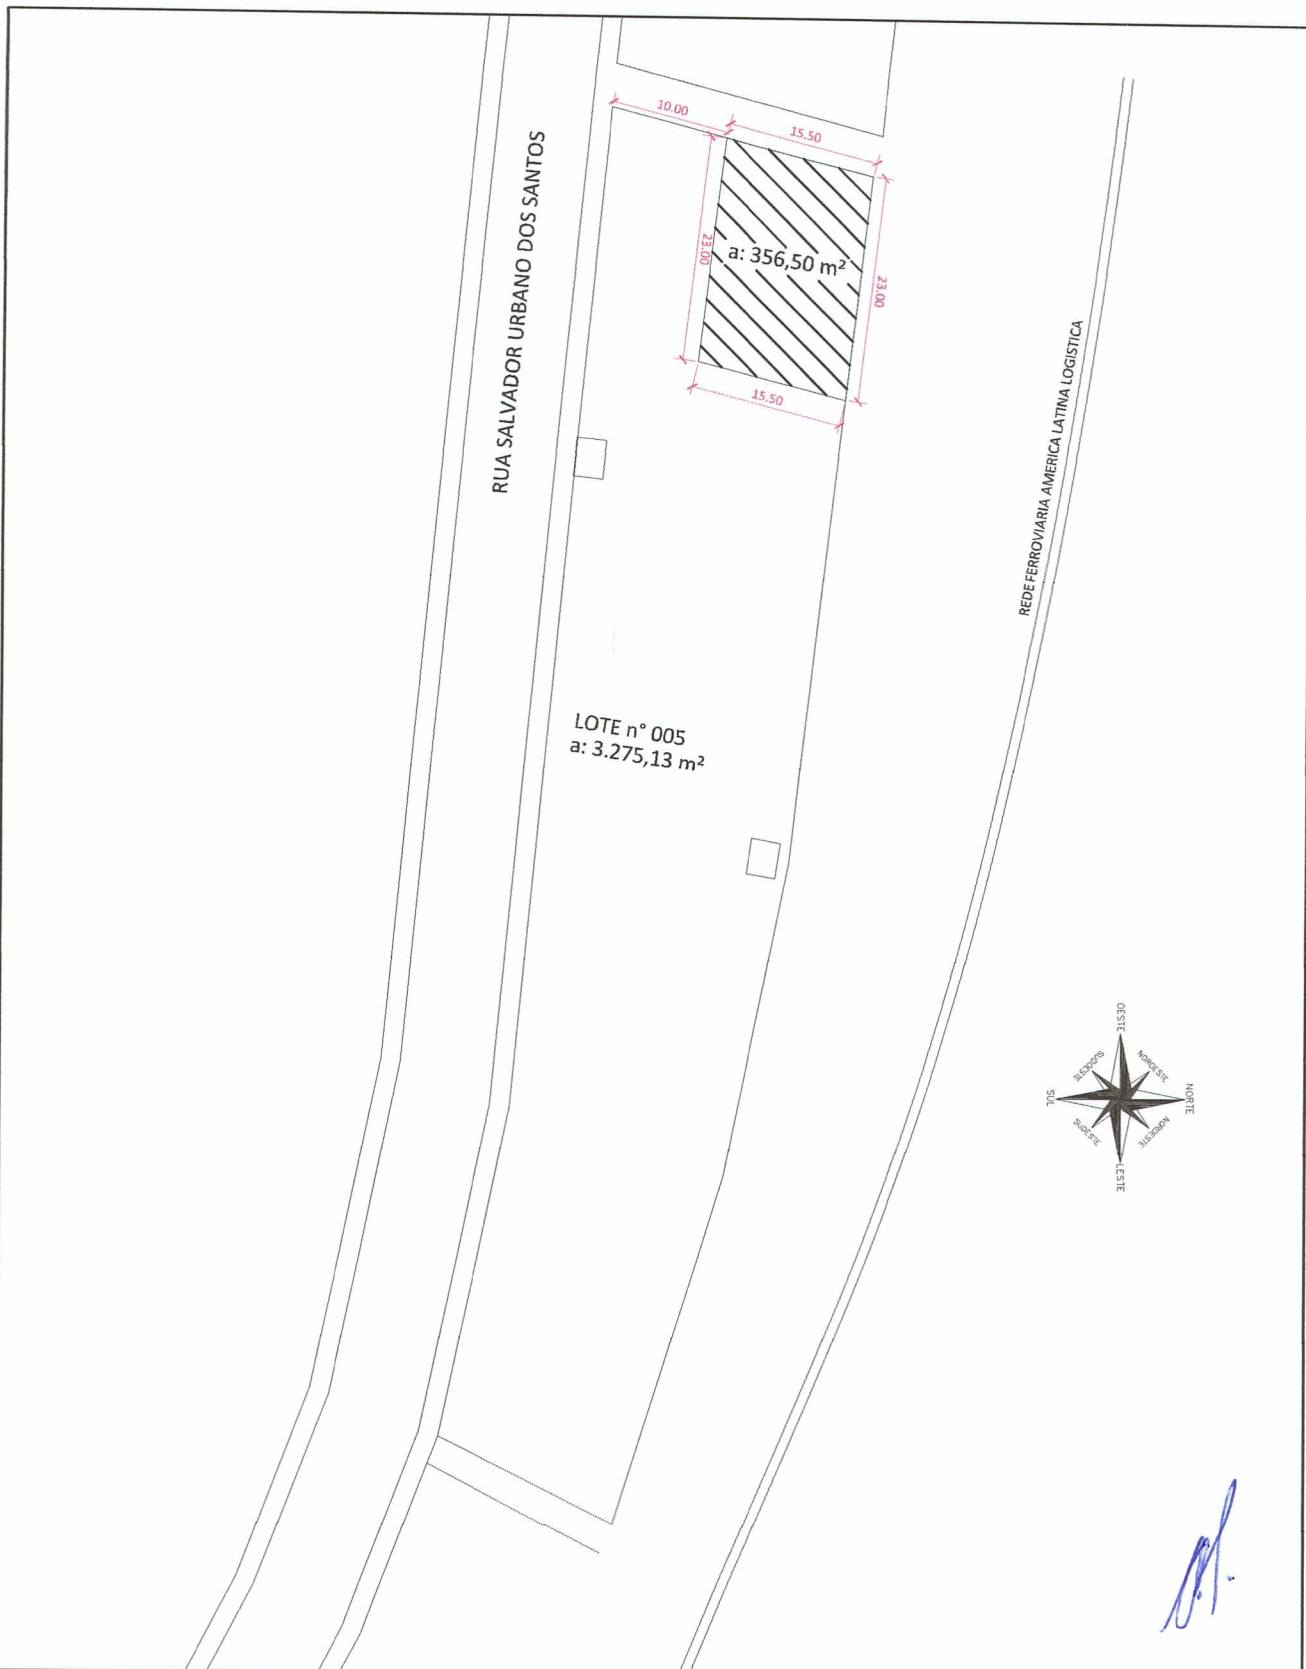 10.00
15.50
RUA SALVADOR URBANO DOS SANTOS
23.00
a: 356,50 m²
23.00
15.50
REDE FERROVIARIA AMERICA LATINA LOGISTICA
LOTE n° 005
a: 3.275,13 m²
OESTE
SUDOESTE
NOROESTE
SUL
NORTE
SUDESTE
NORDESTE
LESTE